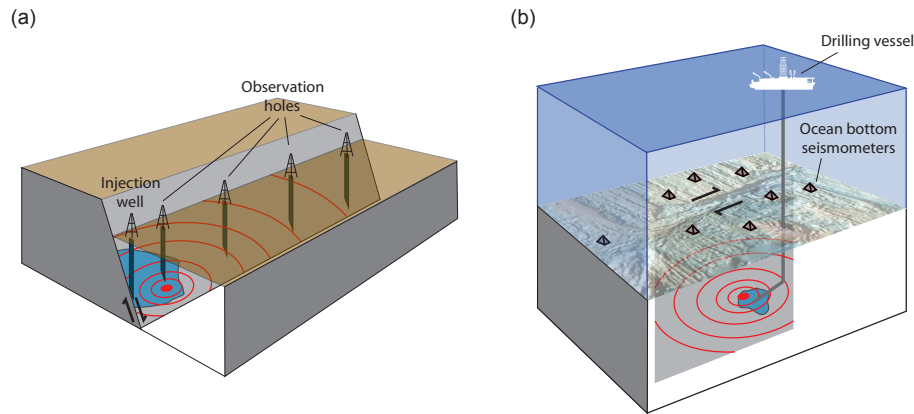 (a)
Observation
holes
Injection
well
(b)
Drilling vessel
Ocean bottom
seismometers